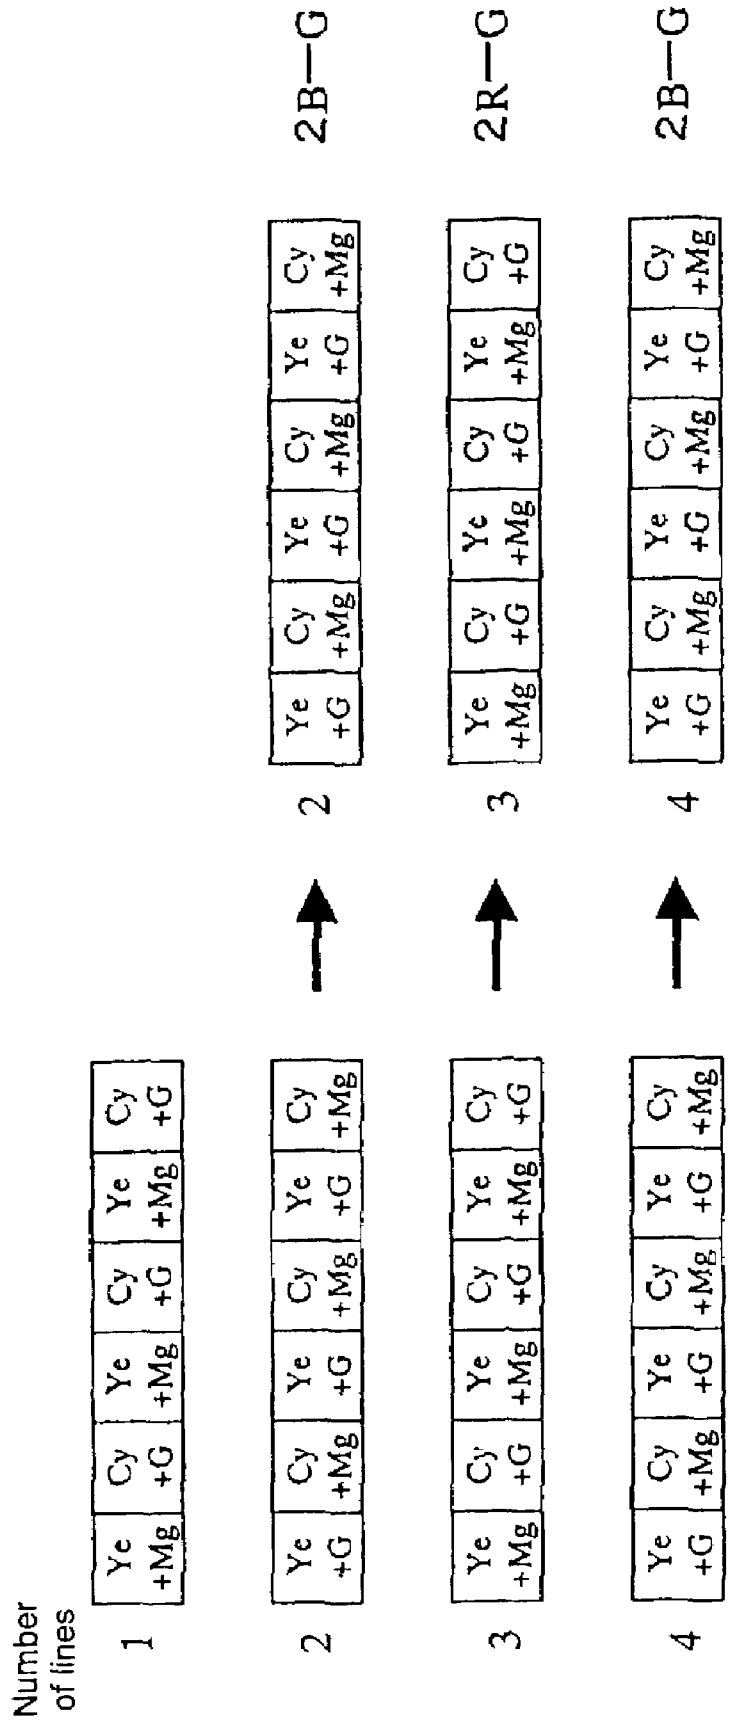 Number
of lines
1
Ye Cy Ye Cy Ye Cy
+Mg +G +Mg +G +Mg +G
2
Ye Cy Ye Cy Ye Cy
+G +Mg +G +Mg +G +Mg
2
Ye Cy Ye Cy Ye Cy
+G +Mg +G +Mg +G +Mg
2B—G
3
Ye Cy Ye Cy Ye Cy
+Mg +G +Mg +G +Mg +G
3
Ye Cy Ye Cy Ye Cy
+Mg +G +Mg +G +Mg +G
2R—G
4
Ye Cy Ye Cy Ye Cy
+G +Mg +G +Mg +G +Mg
4
Ye Cy Ye Cy Ye Cy
+G +Mg +G +Mg +G +Mg
2B—G